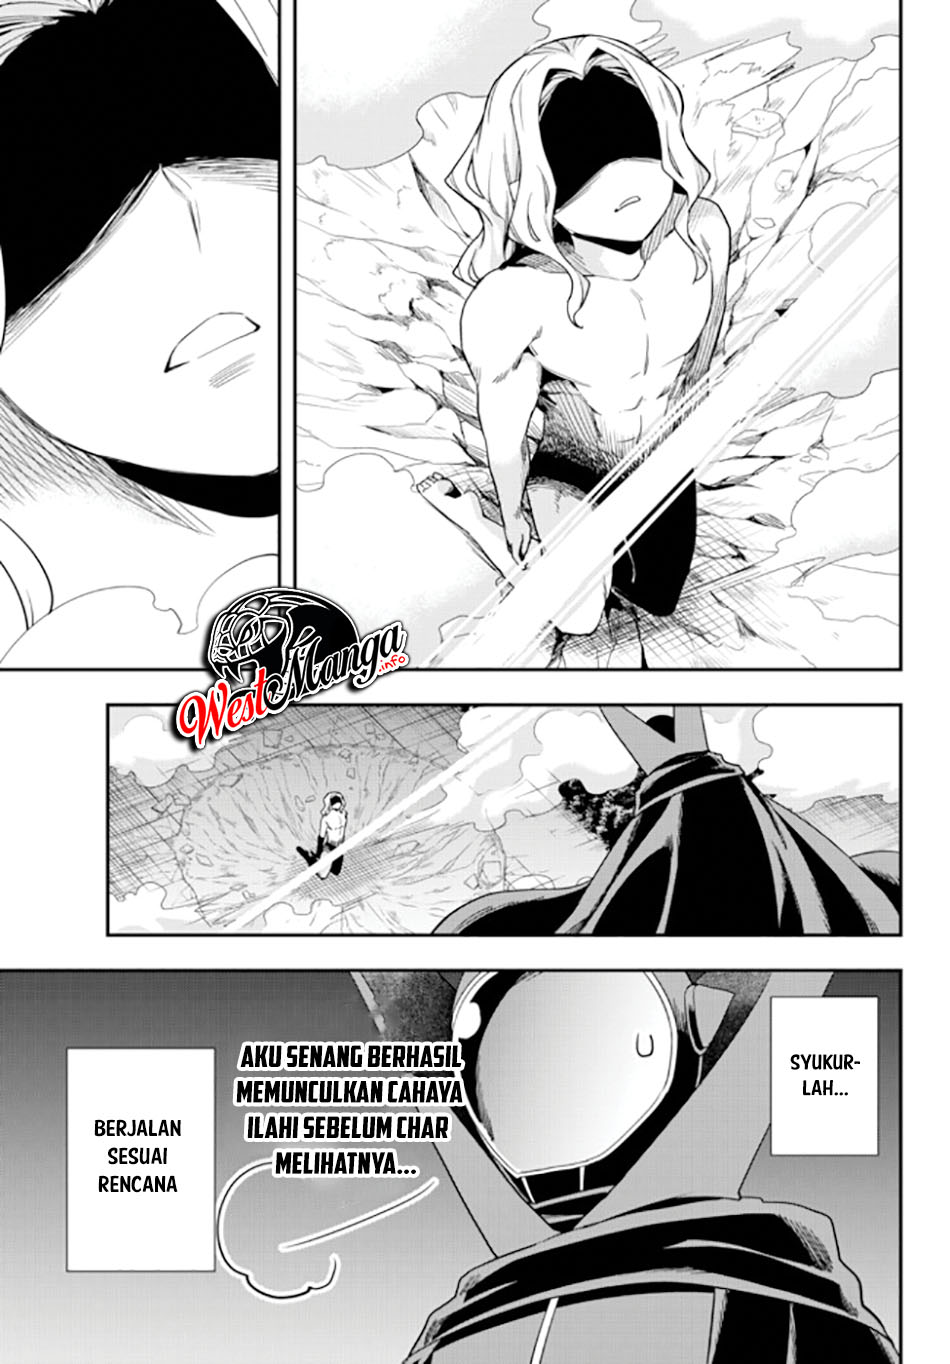 WestManga
.info
SYUKUR-
LAH...
AKU SENANG BERHASIL
MEMUNCULKAN CAHAYA
ILAHI SEBELUM CHAR
MELIHATNYA...
BERJALAN
SESUAI
RENCANA